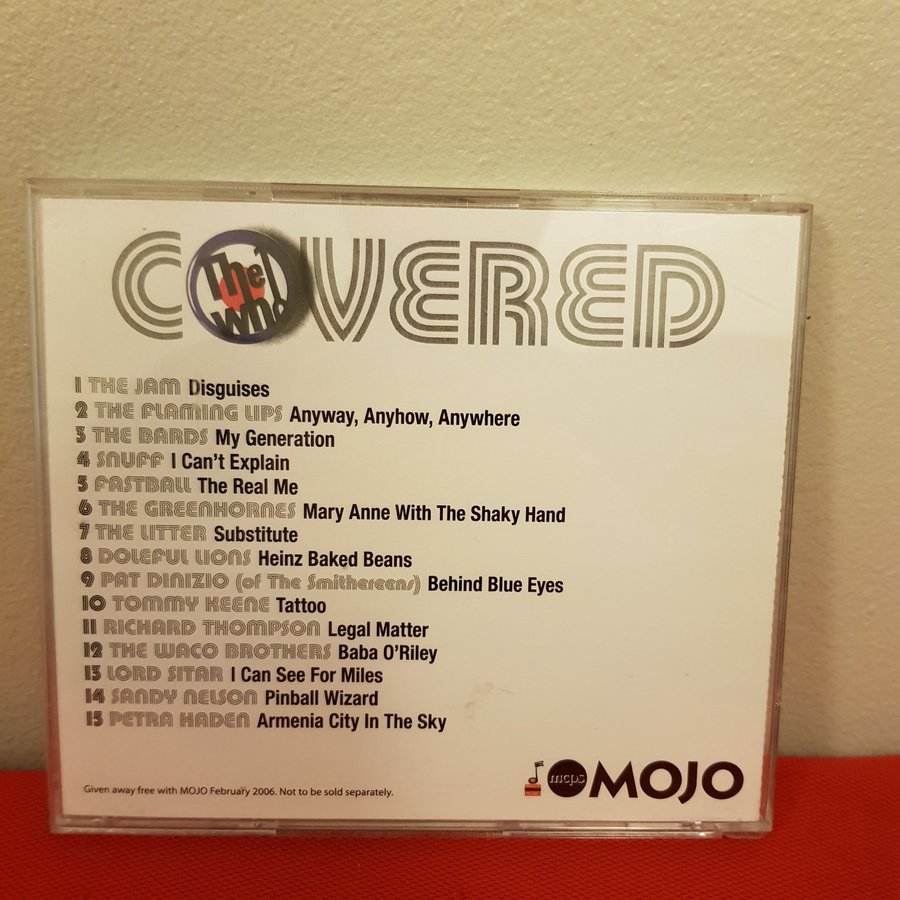 COVERED
The Who
1 THE JAM Disguises
2 THE FLAMING LIPS Anyway, Anyhow, Anywhere
3 THE BARDS My Generation
4 SNUFF I Can't Explain
5 FASTBALL The Real Me
6 THE GREENHORNES Mary Anne With The Shaky Hand
7 THE LITTER Substitute
8 DOLEFUL LIONS Heinz Baked Beans
9 PAT DINIZIO (of The Smithereens) Behind Blue Eyes
10 TOMMY KEENE Tattoo
11 RICHARD THOMPSON Legal Matter
12 THE WACO BROTHERS Baba O'Riley
13 LORD SITAR I Can See For Miles
14 SANDY NELSON Pinball Wizard
15 PETRA HADEN Armenia City In The Sky
Given away free with MOJO February 2006. Not to be sold separately.
mcps MOJO